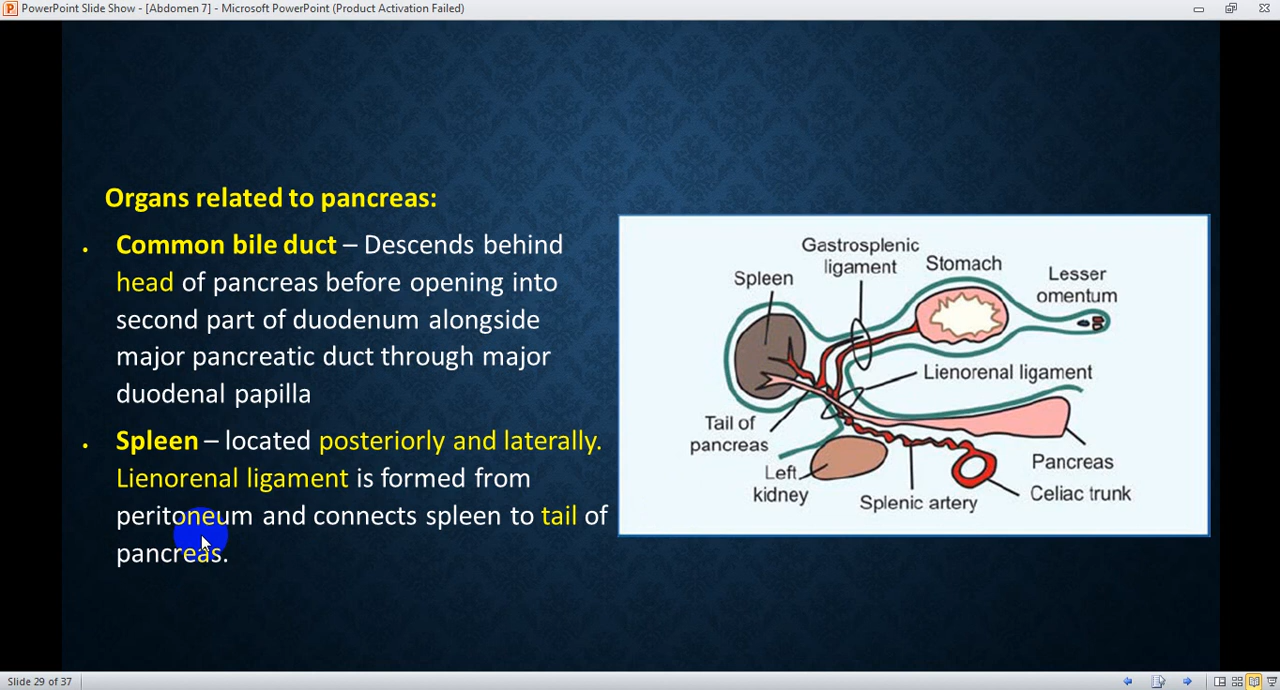 PowerPoint Slide Show - [Abdomen 7] - Microsoft PowerPoint (Product Activation Failed)
Organs related to pancreas:
• Common bile duct – Descends behind
head of pancreas before opening into
second part of duodenum alongside
major pancreatic duct through major
duodenal papilla
• Spleen – located posteriorly and laterally.
Lienorenal ligament is formed from
peritoneum and connects spleen to tail of
pancreas.
Gastrosplenic
ligament
Stomach
Spleen
Lesser
omentum
Lienorenal ligament
Tail of
pancreas
Left
kidney
Splenic artery
Pancreas
Celiac trunk
Slide 29 of 37